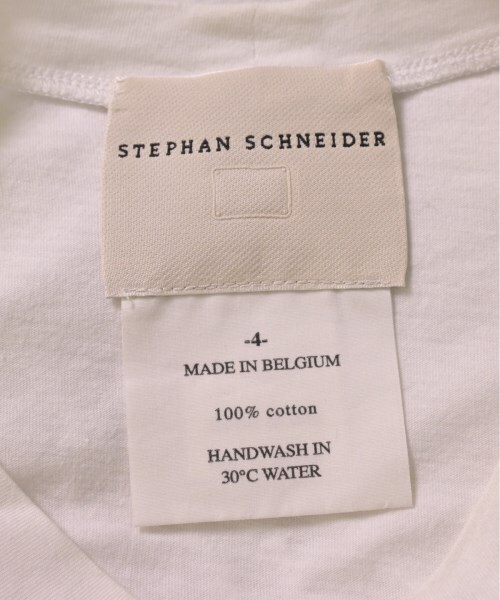 STEPHAN SCHNEIDER
-4-
MADE IN BELGIUM
100% cotton
HANDWASH IN
30°C WATER